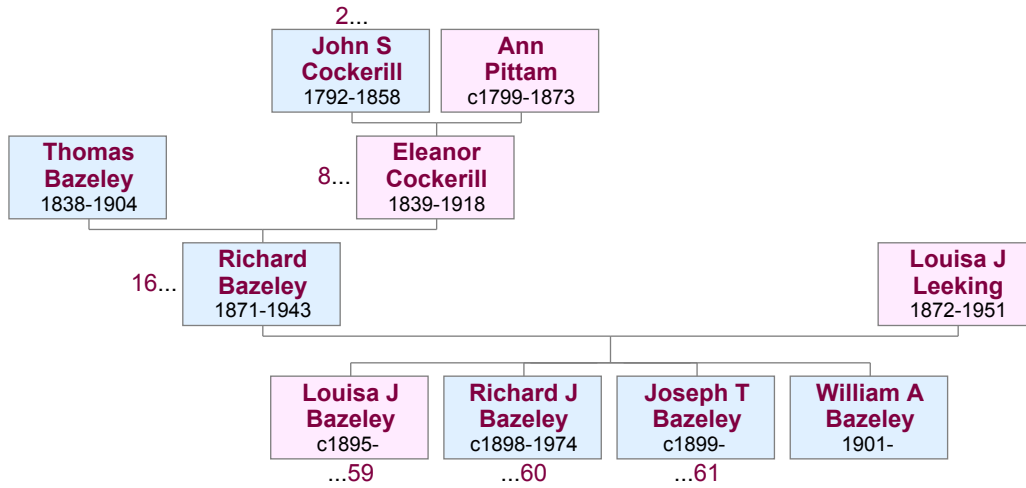 2...
John S
Cockerill
1792-1858
Ann
Pittam
c1799-1873
Thomas
Bazeley
1838-1904
8...
Eleanor
Cockerill
1839-1918
16...
Richard
Bazeley
1871-1943
Louisa J
Leeking
1872-1951
Louisa J
Bazeley
c1895-
Richard J
Bazeley
c1898-1974
Joseph T
Bazeley
c1899-
William A
Bazeley
1901-
...59
...60
...61